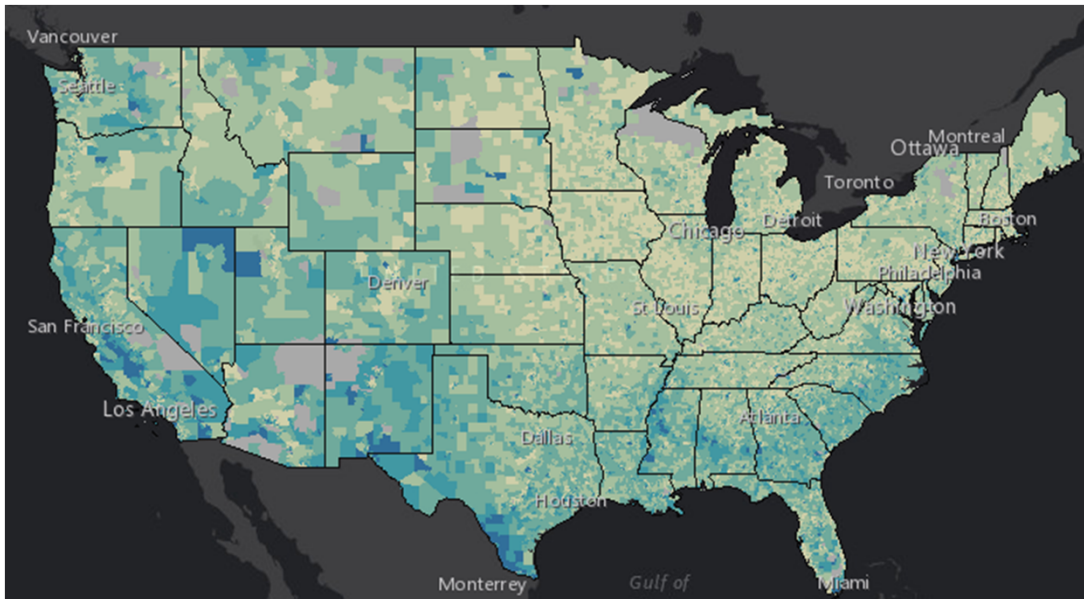 Vancouver
Seattle
Montreal
Ottawa
Toronto
Boston
Detroit
Chicago
New York
Philadelphia
Denver
St Louis
Washington
San Francisco
Los Angeles
Atlanta
Dallas
Houston
Monterrey
Gulf of
Miami